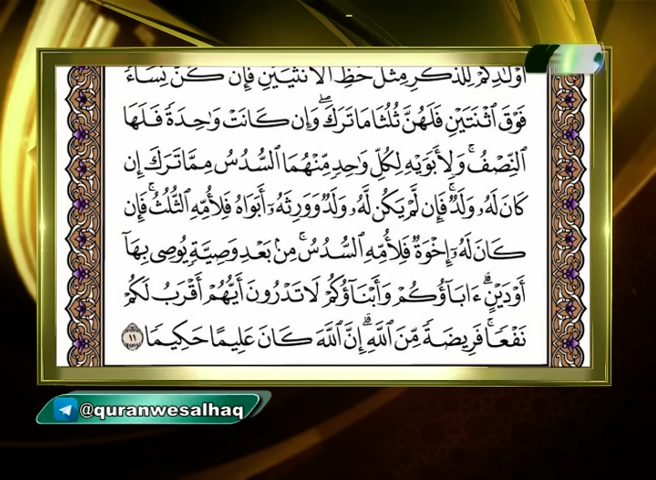 أَوْلَٰدِكُمْ لِلذَّكَرِ مِثْلُ حَظِّ ٱلْأُنثَيَيْنِ فَإِن كُنَّ نِسَآءً
فَوْقَ ٱثْنَتَيْنِ فَلَهُنَّ ثُلُثَا مَا تَرَكَ ۖ وَإِن كَانَتْ وَٰحِدَةً فَلَهَا
ٱلنِّصْفُ ۚ وَلِأَبَوَيْهِ لِكُلِّ وَٰحِدٍ مِّنْهُمَا ٱلسُّدُسُ مِمَّا تَرَكَ إِن
كَانَ لَهُۥ وَلَدٌ ۚ فَإِن لَّمْ يَكُن لَّهُۥ وَلَدٌ وَوَرِثَهُۥٓ أَبَوَاهُ فَلِأُمِّهِ ٱلثُّلُثُ ۚ فَإِن
كَانَ لَهُۥٓ إِخْوَةٌ فَلِأُمِّهِ ٱلسُّدُسُ ۚ مِنۢ بَعْدِ وَصِيَّةٍ يُوصِى بِهَآ
أَوْ دَيْنٍ ۗ ءَابَآؤُكُمْ وَأَبْنَآؤُكُمْ لَا تَدْرُونَ أَيُّهُمْ أَقْرَبُ لَكُمْ
نَفْعًا ۚ فَرِيضَةً مِّنَ ٱللَّهِ ۗ إِنَّ ٱللَّهَ كَانَ عَلِيمًا حَكِيمًا ١١
@quranwesalhaq